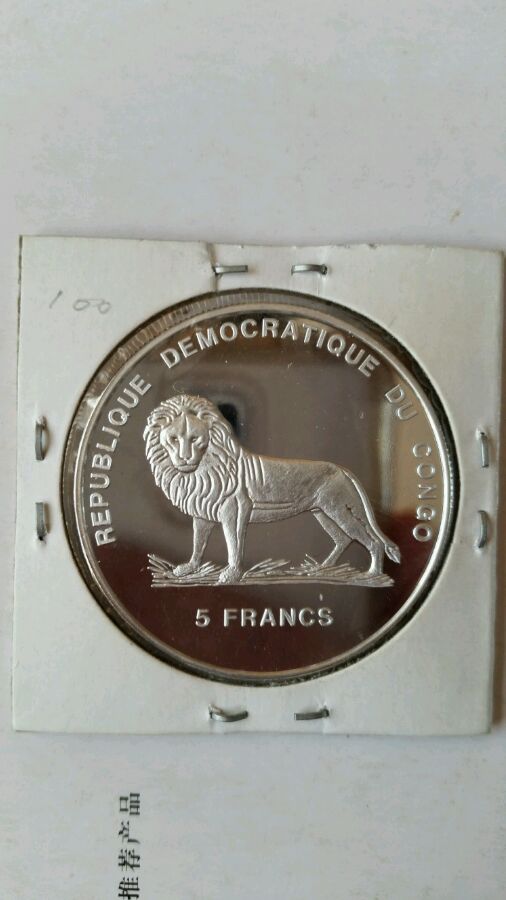 100
REPUBLIQUE DEMOCRATIQUE DU CONGO
5 FRANCS
推荐产品